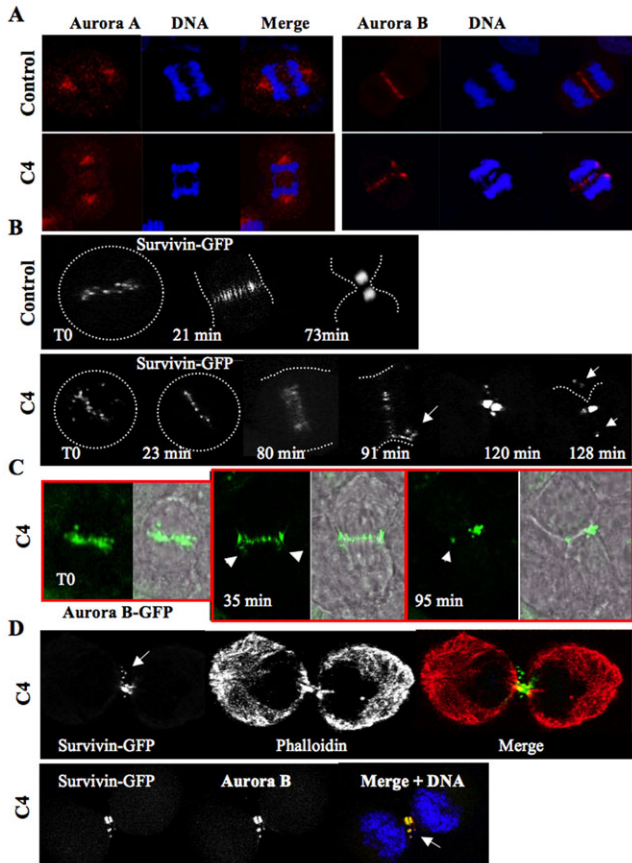 A
Aurora A DNA Merge Aurora B DNA
Control
C4
B
Survivin-GFP
Control
T0 21 min 73min
Survivin-GFP
C4
T0 23 min 80 min 91 min 120 min 128 min
C
C4
T0 35 min 95 min
Aurora B-GFP
D
C4
Survivin-GFP Phalloidin Merge
Survivin-GFP Aurora B Merge + DNA
C4